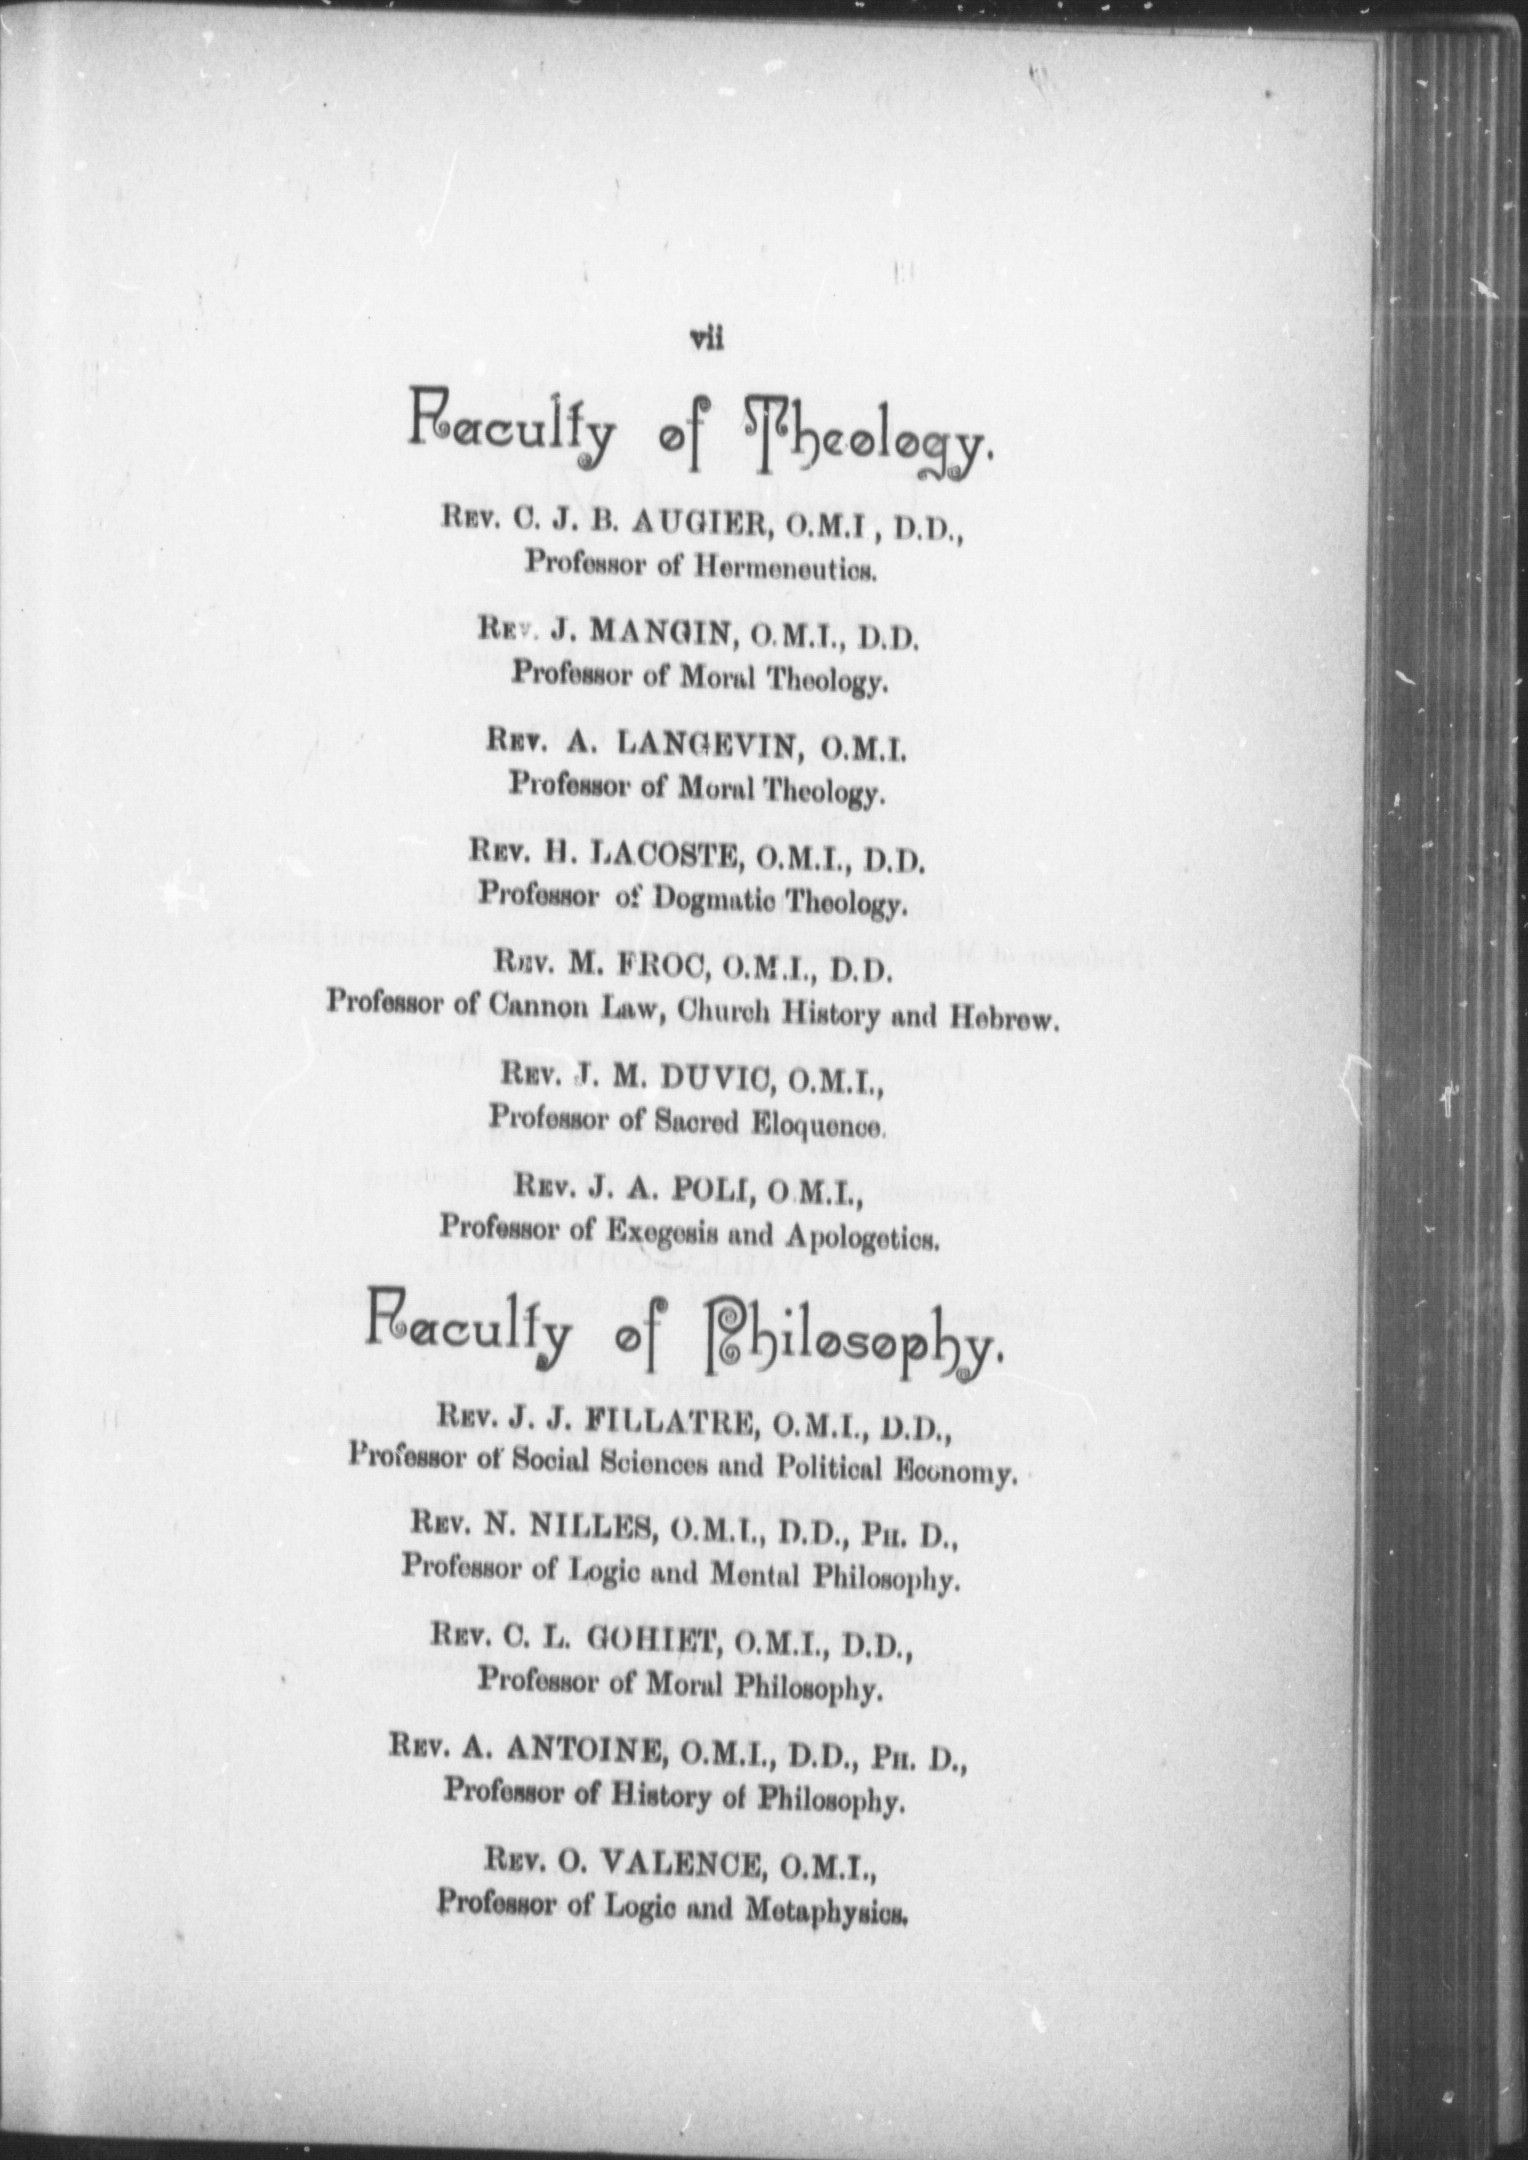 vii
Faculty of Theology.
REV. C. J. B. AUGIER, O.M.I , D.D.,
Professor of Hermeneutics.
REV. J. MANGIN, O.M.I., D.D.
Professor of Moral Theology.
REV. A. LANGEVIN, O.M.I.
Professor of Moral Theology.
REV. H. LACOSTE, O.M.I., D.D.
Professor of Dogmatic Theology.
REV. M. FROC, O.M.I., D.D.
Professor of Cannon Law, Church History and Hebrew.
REV. J. M. DUVIC, O.M.I.,
Professor of Sacred Eloquence.
REV. J. A. POLI, O.M.I.,
Professor of Exegesis and Apologetics.
Faculty of Philosophy.
REV. J. J. FILLATRE, O.M.I., D.D.,
Professor of Social Sciences and Political Economy.
REV. N. NILLES, O.M.I., D.D., PH. D.,
Professor of Logic and Mental Philosophy.
REV. C. L. GOHIET, O.M.I., D.D.,
Professor of Moral Philosophy.
REV. A. ANTOINE, O.M.I., D.D., PH. D.,
Professor of History of Philosophy.
REV. O. VALENCE, O.M.I.,
Professor of Logic and Metaphysics.